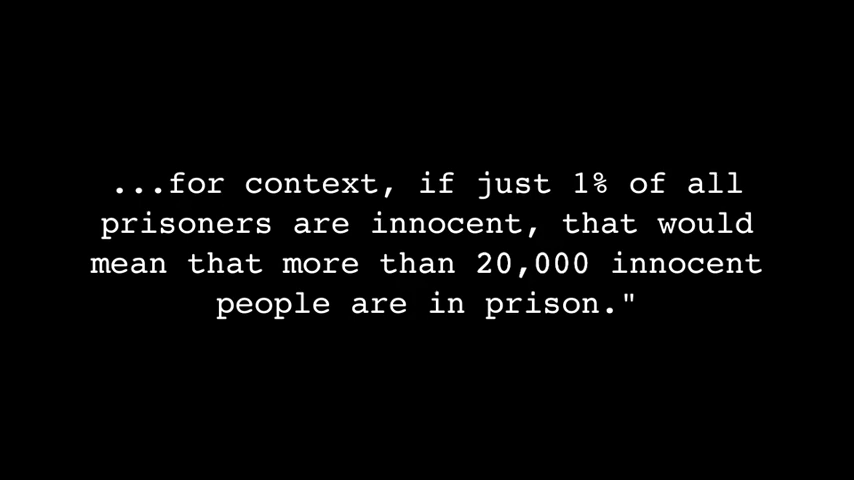 ...for context, if just 1% of all
prisoners are innocent, that would
mean that more than 20,000 innocent
people are in prison."